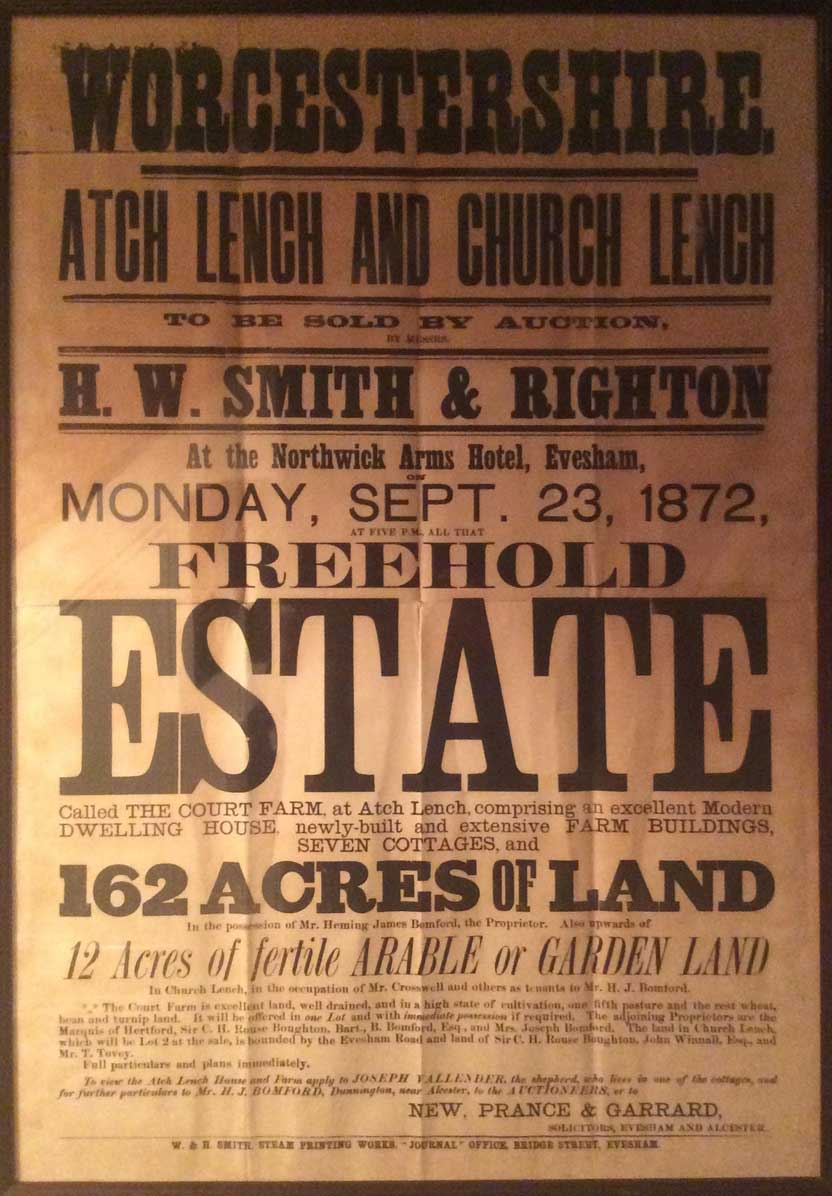 WORCESTERSHIRE.
ATCH LENCH AND CHURCH LENCH
TO BE SOLD BY AUCTION,
BY MESSRS.
H. W. SMITH & RIGHTON
At the Northwick Arms Hotel, Evesham,
ON
MONDAY, SEPT. 23, 1872,
AT FIVE P.M., ALL THAT
FREEHOLD
ESTATE
Called THE COURT FARM, at Atch Lench, comprising an excellent Modern
DWELLING HOUSE, newly-built and extensive FARM BUILDINGS,
SEVEN COTTAGES, and
162 ACRES OF LAND
In the possession of Mr. Heming James Bomford, the Proprietor. Also upwards of
12 Acres of fertile ARABLE or GARDEN LAND
In Church Lench, in the occupation of Mr. Crosswell and others as tenants to Mr. H. J. Bomford.
*** The Court Farm is excellent land, well drained, and in a high state of cultivation, one fifth pasture and the rest wheat,
bean and turnip land. It will be offered in one Lot and with immediate possession if required. The adjoining Proprietors are the
Marquis of Hertford, Sir C. H. Rouse Boughton, Bart., B. Bomford, Esq., and Mrs. Joseph Bomford. The land in Church Lench,
which will be Lot 2 at the sale, is bounded by the Evesham Road and land of Sir C. H. Rouse Boughton, John Winnall, Esq., and
Mr. T. Tovey.
Full particulars and plans immediately.
To view the Atch Lench House and Farm apply to JOSEPH VALLENDER, the shepherd, who lives in one of the cottages, and
for further particulars to Mr. H. J. BOMFORD, Dunnington, near Alcester, to the AUCTIONEERS, or to
NEW, PRANCE & GARRARD,
SOLICITORS, EVESHAM AND ALCESTER.
W. & H. SMITH, STEAM PRINTING WORKS, "JOURNAL" OFFICE, BRIDGE STREET, EVESHAM.